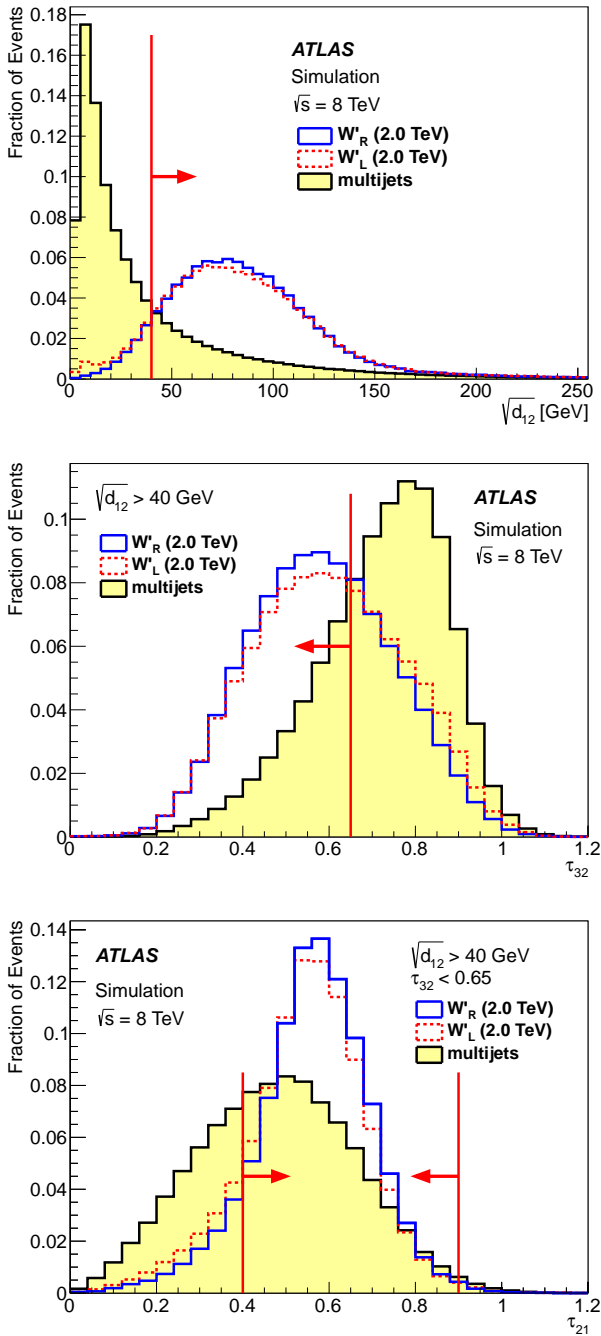 Fraction of Events
0.18
0.16
0.14
0.12
0.1
0.08
0.06
0.04
0.02
0
ATLAS
Simulation
√s = 8 TeV
W'R (2.0 TeV)
W'L (2.0 TeV)
multijets
0 50 100 150 200 250
√d12 [GeV]
Fraction of Events
0.1
0.08
0.06
0.04
0.02
0
√d12 > 40 GeV
W'R (2.0 TeV)
W'L (2.0 TeV)
multijets
ATLAS
Simulation
√s = 8 TeV
0 0.2 0.4 0.6 0.8 1 1.2
τ32
Fraction of Events
0.14
0.12
0.1
0.08
0.06
0.04
0.02
0
ATLAS
Simulation
√s = 8 TeV
√d12 > 40 GeV
τ32 < 0.65
W'R (2.0 TeV)
W'L (2.0 TeV)
multijets
0 0.2 0.4 0.6 0.8 1 1.2
τ21